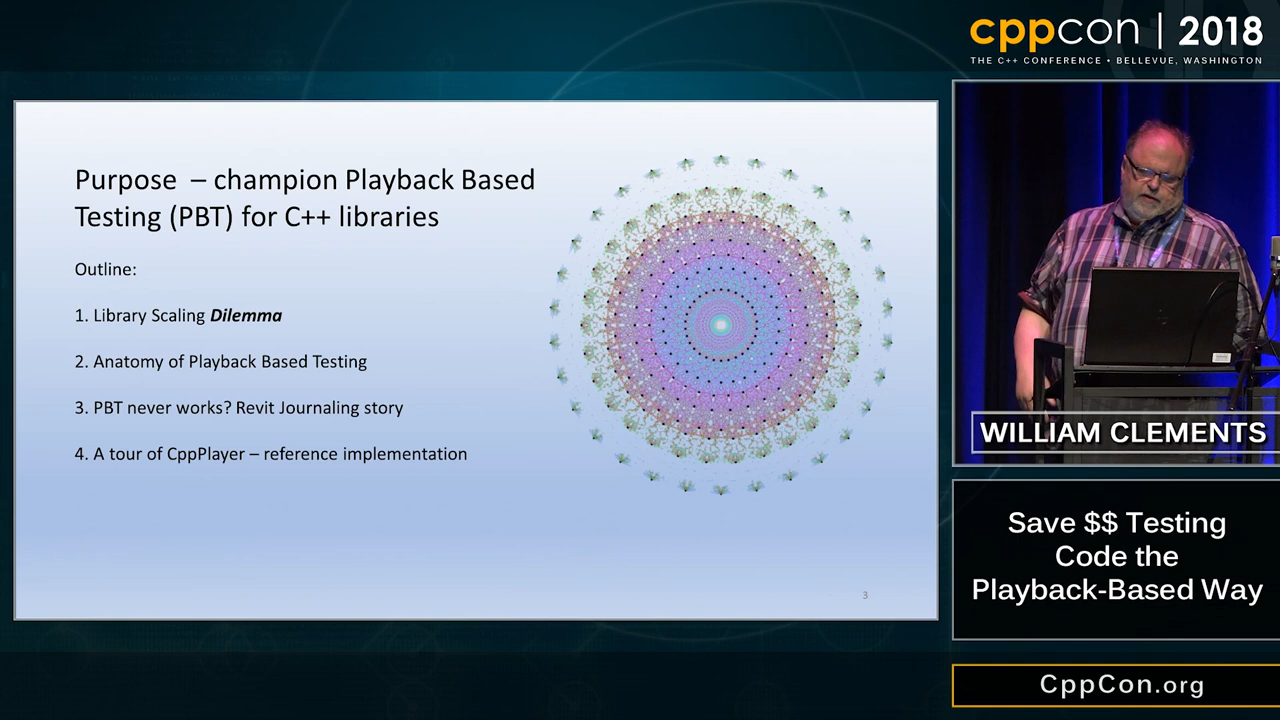 cppcon | 2018
THE C++ CONFERENCE • BELLEVUE, WASHINGTON
Purpose – champion Playback Based
Testing (PBT) for C++ libraries
Outline:
1. Library Scaling Dilemma
2. Anatomy of Playback Based Testing
3. PBT never works? Revit Journaling story
4. A tour of CppPlayer – reference implementation
3
WILLIAM CLEMENTS
Save $$ Testing
Code the
Playback-Based Way
CppCon.org